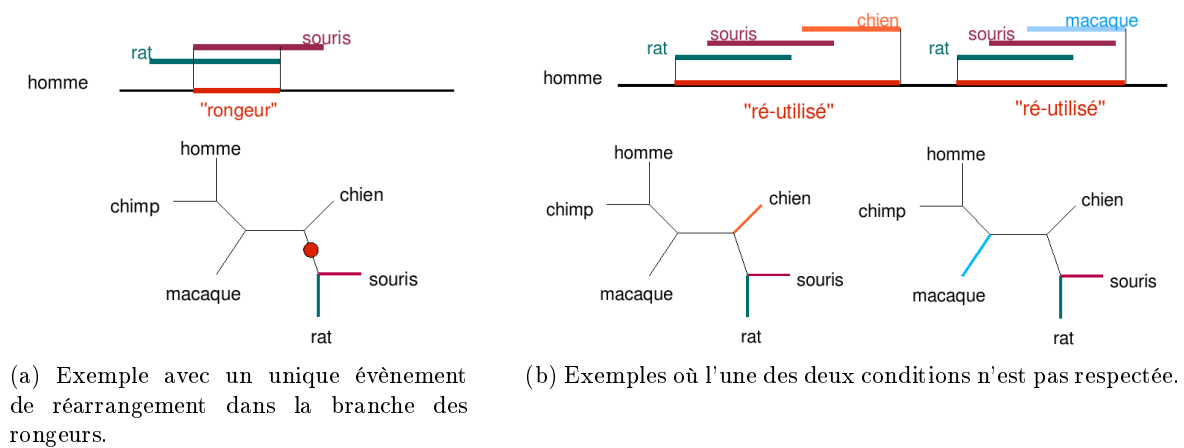 souris
rat
homme
"rongeur"
homme
chimp
chien
macaque
souris
rat
(a) Exemple avec un unique évènement
de réarrangement dans la branche des
rongeurs.
chien
souris
rat
homme
"ré-utilisé"
macaque
souris
rat
"ré-utilisé"
homme
chimp
chien
macaque
souris
rat
homme
chimp
chien
macaque
souris
rat
(b) Exemples où l'une des deux conditions n'est pas respectée.